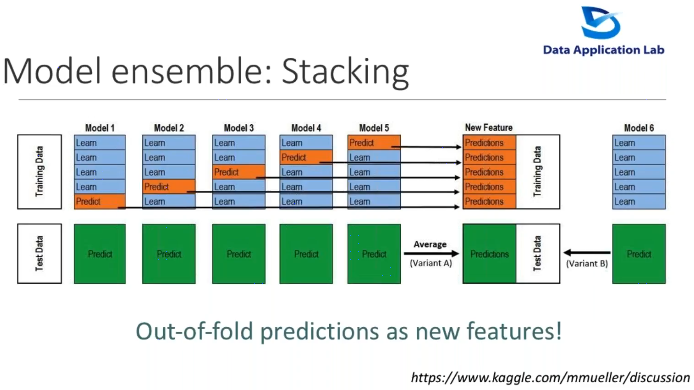 Data Application Lab
Model ensemble: Stacking
Model 1 Model 2 Model 3 Model 4 Model 5 New Feature Model 6
Training Data
Learn Learn Learn Learn Predict Predictions Learn
Learn Learn Learn Predict Learn Predictions Learn
Learn Learn Predict Learn Learn Predictions Learn
Learn Predict Learn Learn Learn Predictions Learn
Predict Learn Learn Learn Learn Predictions Learn
Training Data
Test Data
Predict Predict Predict Predict Predict
Average
(Variant A)
Predictions
Test Data
(Variant B)
Predict
Out-of-fold predictions as new features!
https://www.kaggle.com/mmueller/discussion